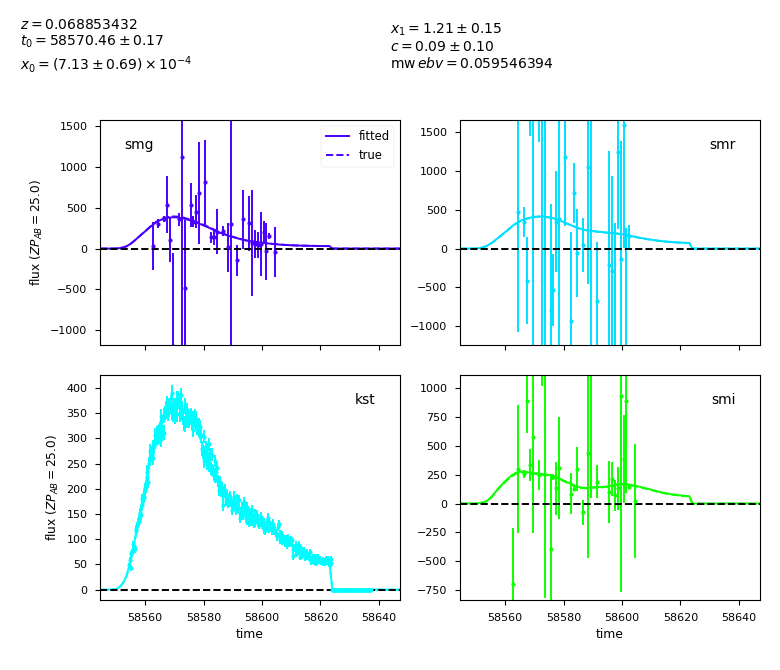 z = 0.068853432
t₀ = 58570.46 ± 0.17
x₀ = (7.13 ± 0.69) × 10⁻⁴
x₁ = 1.21 ± 0.15
c = 0.09 ± 0.10
mw ebv = 0.059546394
smg
fitted
true
1500
1000
500
0
−500
−1000
flux (ZP_AB = 25.0)
smr
1500
1000
500
0
−500
−1000
kst
400
350
300
250
200
150
100
50
0
flux (ZP_AB = 25.0)
58560 58580 58600 58620 58640
time
smi
1000
750
500
250
0
−250
−500
−750
58560 58580 58600 58620 58640
time